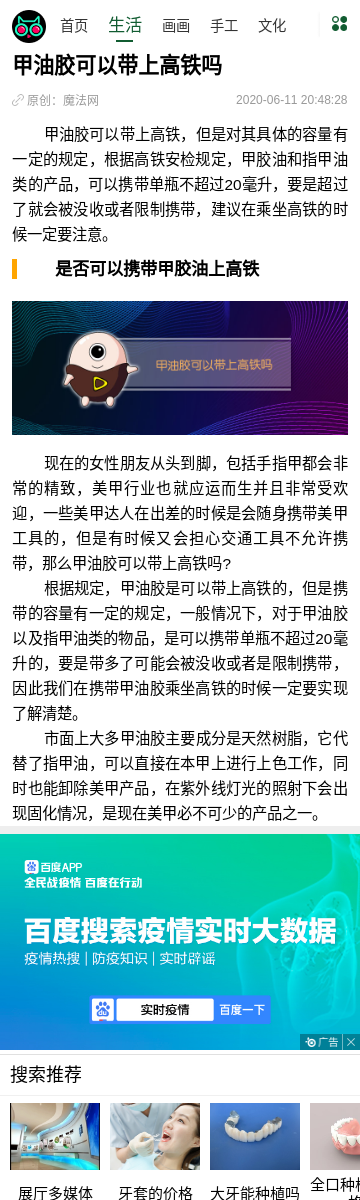 首页 生活 画画 手工 文化
甲油胶可以带上高铁吗
原创：魔法网 2020-06-11 20:48:28
甲油胶可以带上高铁，但是对其具体的容量有
一定的规定，根据高铁安检规定，甲胶油和指甲油
类的产品，可以携带单瓶不超过20毫升，要是超过
了就会被没收或者限制携带，建议在乘坐高铁的时
候一定要注意。
是否可以携带甲胶油上高铁
甲油胶可以带上高铁吗
现在的女性朋友从头到脚，包括手指甲都会非
常的精致，美甲行业也就应运而生并且非常受欢
迎，一些美甲达人在出差的时候是会随身携带美甲
工具的，但是有时候又会担心交通工具不允许携
带，那么甲油胶可以带上高铁吗?
根据规定，甲油胶是可以带上高铁的，但是携
带的容量有一定的规定，一般情况下，对于甲油胶
以及指甲油类的物品，是可以携带单瓶不超过20毫
升的，要是带多了可能会被没收或者是限制携带，
因此我们在携带甲油胶乘坐高铁的时候一定要实现
了解清楚。
市面上大多甲油胶主要成分是天然树脂，它代
替了指甲油，可以直接在本甲上进行上色工作，同
时也能卸除美甲产品，在紫外线灯光的照射下会出
现固化情况，是现在美甲必不可少的产品之一。
百度APP
全民战疫情 百度在行动
百度搜索疫情实时大数据
疫情热搜 | 防疫知识 | 实时辟谣
du 实时疫情 百度一下
广告
搜索推荐
展厅多媒体 牙套的价格 大牙能种植吗 全口种植